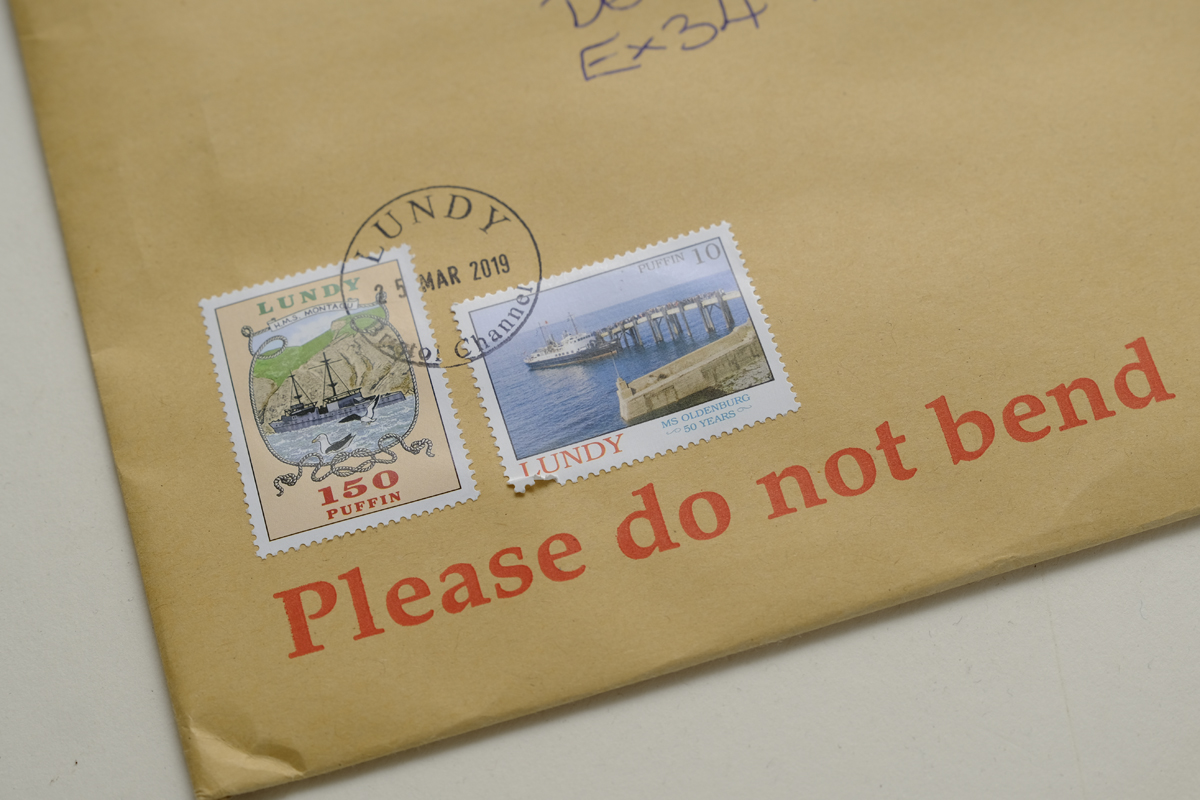 Ex34
LUNDY
25 MAR 2019
Channel
LUNDY
H.M.S. MONTAGU
150
PUFFIN
PUFFIN 10
MS OLDENBURG
50 YEARS
LUNDY
Please do not bend